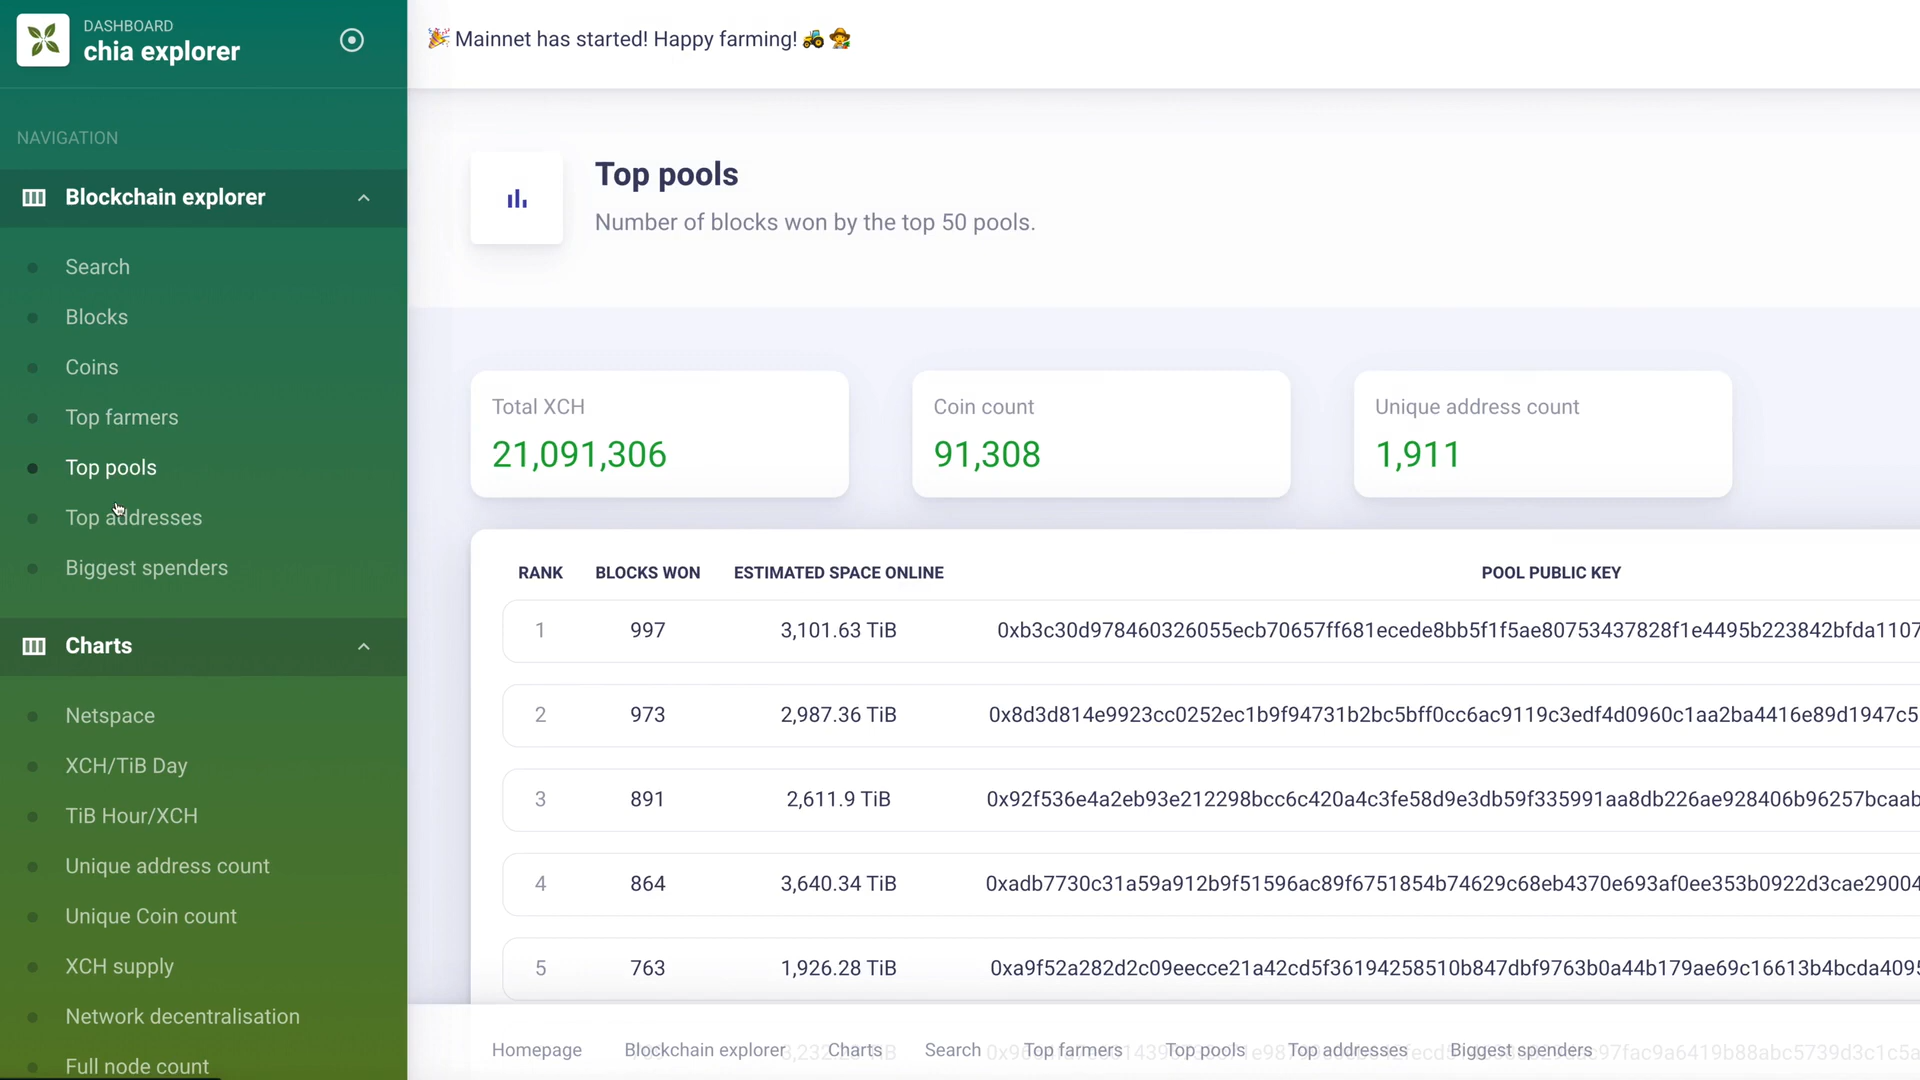 DASHBOARD
chia explorer
🎉 Mainnet has started! Happy farming! 🚜 🧑‍🌾
NAVIGATION
Blockchain explorer
Search
Blocks
Coins
Top farmers
Top pools
Top addresses
Biggest spenders
Charts
Netspace
XCH/TiB Day
TiB Hour/XCH
Unique address count
Unique Coin count
XCH supply
Network decentralisation
Full node count
Top pools
Number of blocks won by the top 50 pools.
Total XCH
21,091,306
Coin count
91,308
Unique address count
1,911
RANK BLOCKS WON ESTIMATED SPACE ONLINE POOL PUBLIC KEY
1 997 3,101.63 TiB 0xb3c30d978460326055ecb70657ff681ecede8bb5f1f5ae80753437828f1e4495b223842bfda1107
2 973 2,987.36 TiB 0x8d3d814e9923cc0252ec1b9f94731b2bc5bff0cc6ac9119c3edf4d0960c1aa2ba4416e89d1947c5
3 891 2,611.9 TiB 0x92f536e4a2eb93e212298bcc6c420a4c3fe58d9e3db59f335991aa8db226ae928406b96257bcaab
4 864 3,640.34 TiB 0xadb7730c31a59a912b9f51596ac89f6751854b74629c68eb4370e693af0ee353b0922d3cae29004
5 763 1,926.28 TiB 0xa9f52a282d2c09eecce21a42cd5f36194258510b847dbf9763b0a44b179ae69c16613b4bcda4095
Homepage Blockchain explorer Charts Search Top farmers Top pools Top addresses Biggest spenders